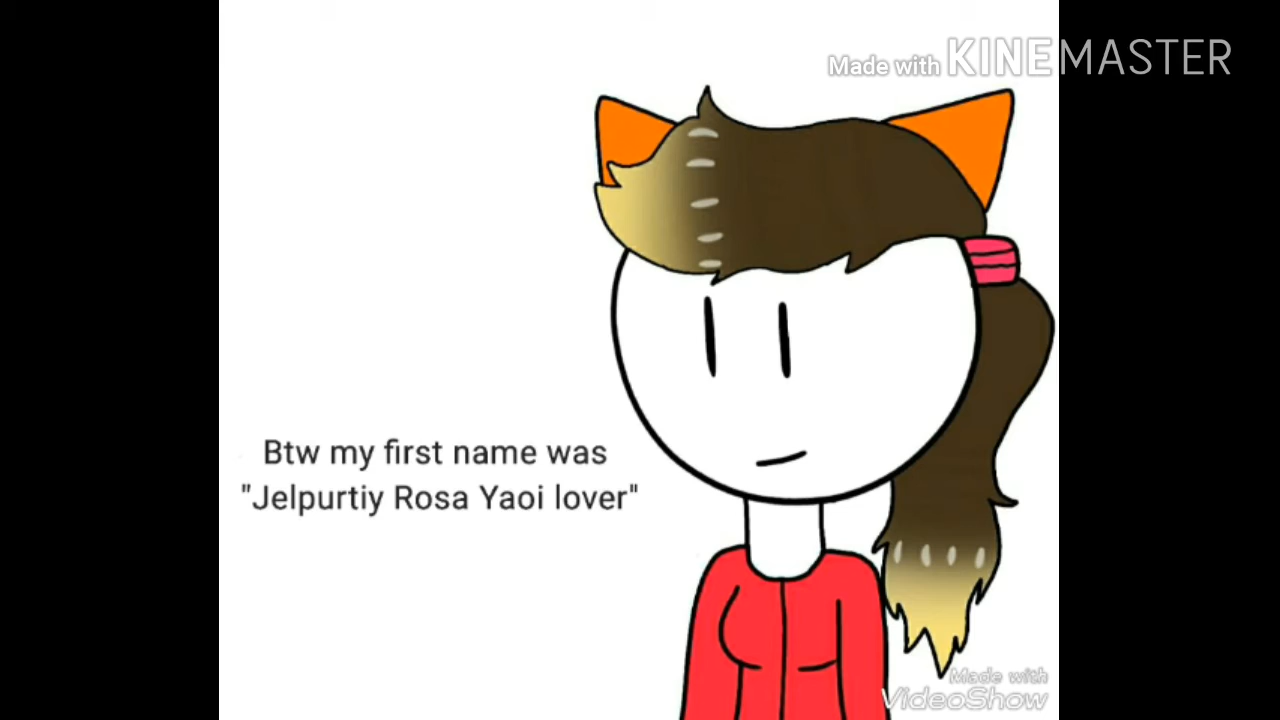 Made with KINEMASTER
Btw my first name was
"Jelpurtiy Rosa Yaoi lover"
Made with
VideoShow